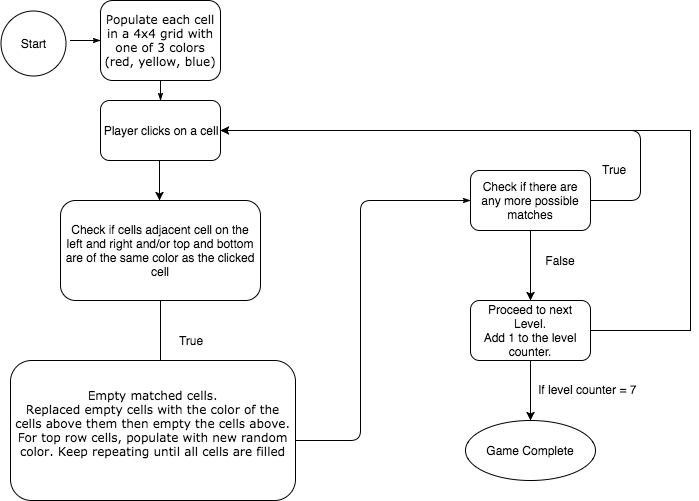 Start
Populate each cell
in a 4x4 grid with
one of 3 colors
(red, yellow, blue)
Player clicks on a cell
Check if cells adjacent cell on the
left and right and/or top and bottom
are of the same color as the clicked
cell
True
Empty matched cells.
Replaced empty cells with the color of the
cells above them then empty the cells above.
For top row cells, populate with new random
color. Keep repeating until all cells are filled
Check if there are
any more possible
matches
True
False
Proceed to next
Level.
Add 1 to the level
counter.
If level counter = 7
Game Complete